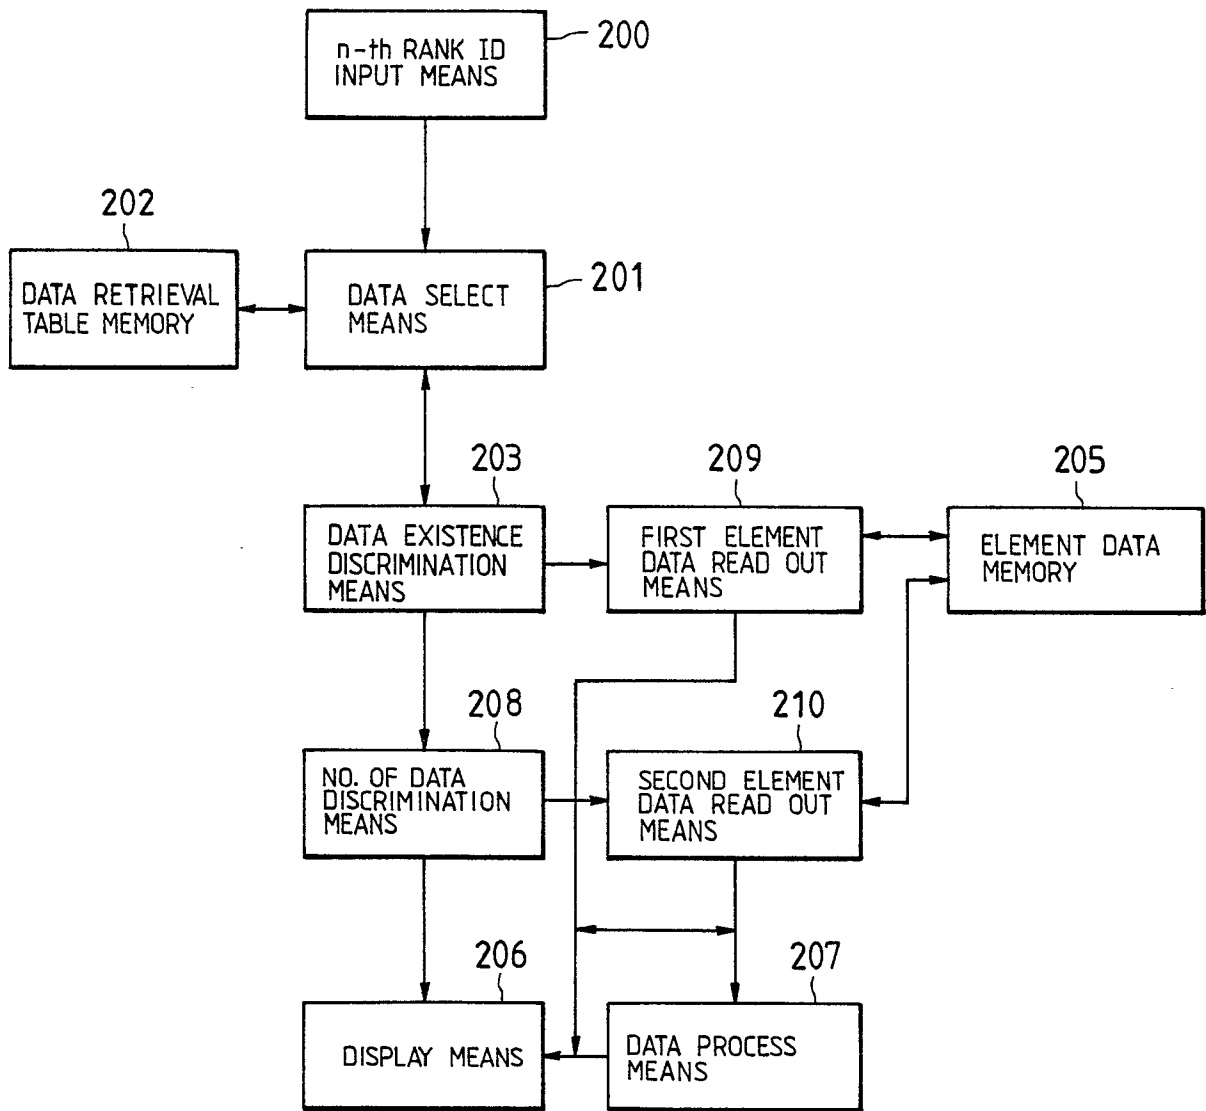 n-th RANK ID
INPUT MEANS
200
202
DATA RETRIEVAL
TABLE MEMORY
DATA SELECT
MEANS
201
203
DATA EXISTENCE
DISCRIMINATION
MEANS
209
FIRST ELEMENT
DATA READ OUT
MEANS
205
ELEMENT DATA
MEMORY
208
NO. OF DATA
DISCRIMINATION
MEANS
210
SECOND ELEMENT
DATA READ OUT
MEANS
206
DISPLAY MEANS
207
DATA PROCESS
MEANS